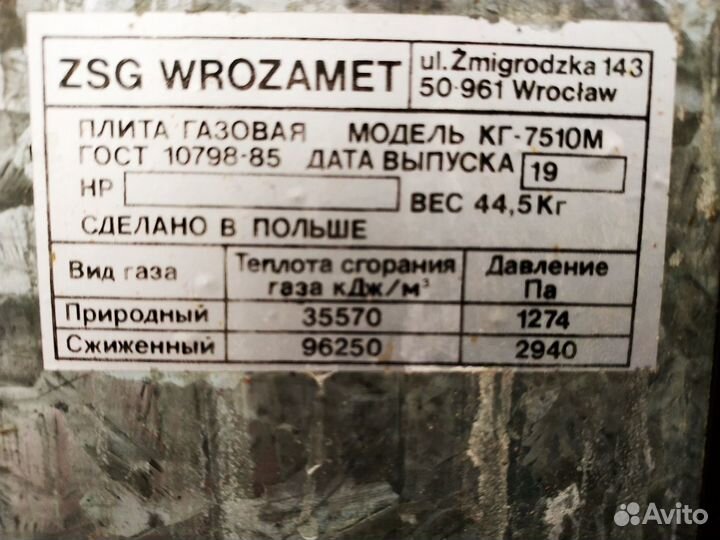 ZSG WROZAMET
ul. Żmigrodzka 143
50-961 Wrocław
ПЛИТА ГАЗОВАЯ МОДЕЛЬ КГ-7510М
ГОСТ 10798-85 ДАТА ВЫПУСКА 19
НР ВЕС 44,5Кг
СДЕЛАНО В ПОЛЬШЕ
Вид газа Теплота сгорания газа кДж/м³ Давление Па
Природный 35570 1274
Сжиженный 96250 2940
Avito